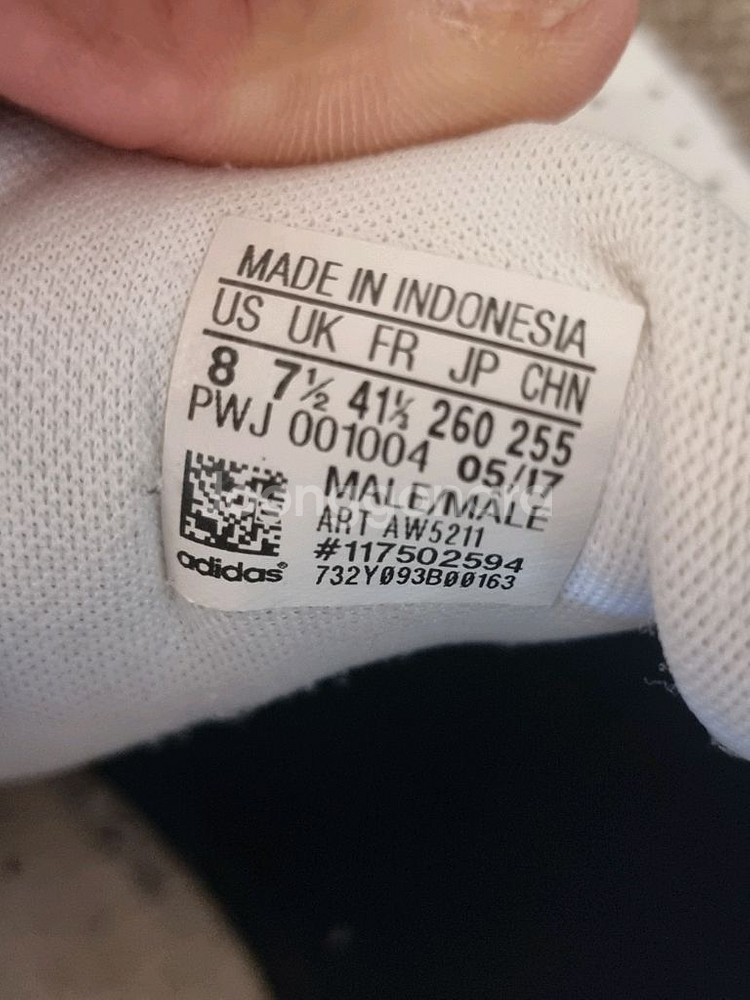 MADE IN INDONESIA
US UK FR JP CHN
8 7½ 41⅓ 260 255
PWJ 001004 05/17
MALE/MALE
ART AW5211
#117502594
732Y093B00163
adidas®